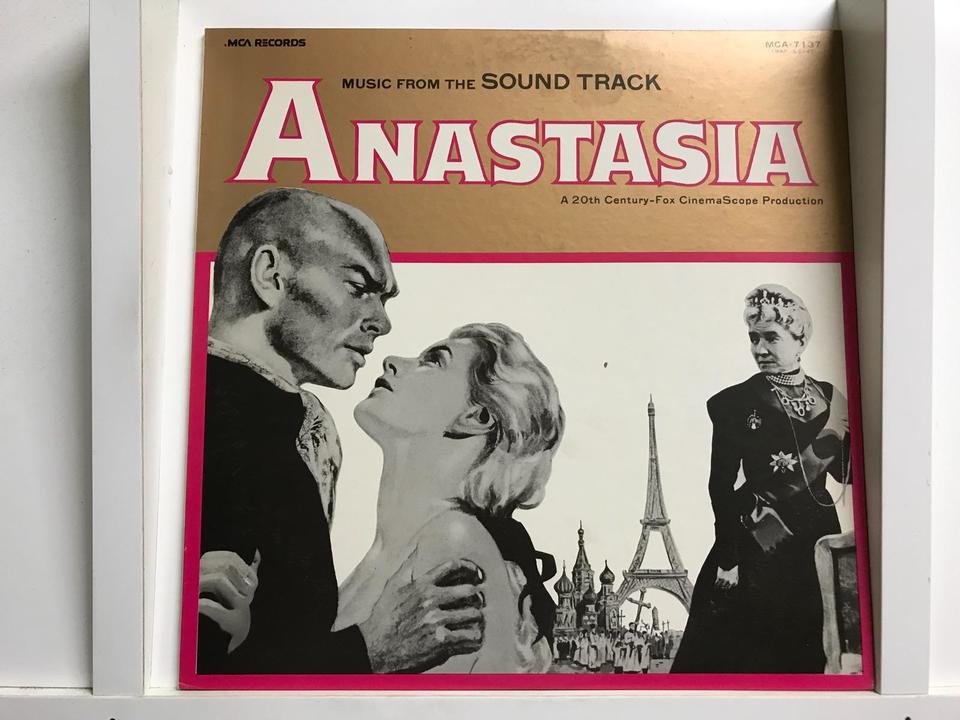 .MCA RECORDS
MCA-7137
MUSIC FROM THE SOUND TRACK
ANASTASIA
A 20th Century-Fox CinemaScope Production